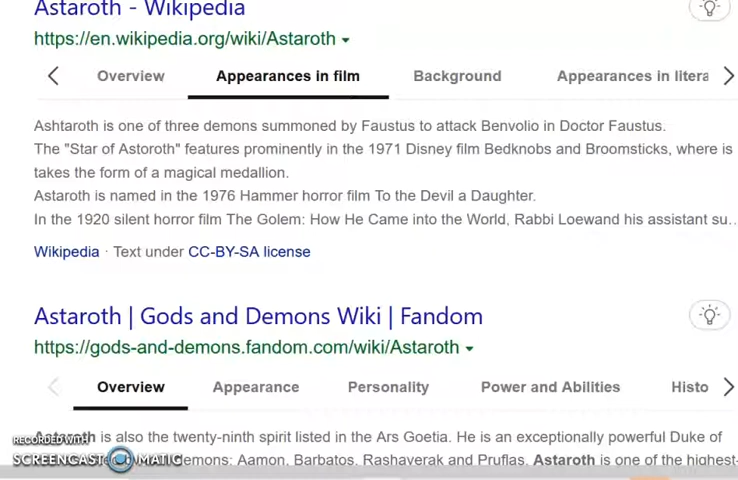 Astaroth - Wikipedia
https://en.wikipedia.org/wiki/Astaroth
Overview Appearances in film Background Appearances in litera
Ashtaroth is one of three demons summoned by Faustus to attack Benvolio in Doctor Faustus.
The "Star of Astoroth" features prominently in the 1971 Disney film Bedknobs and Broomsticks, where is
takes the form of a magical medallion.
Astaroth is named in the 1976 Hammer horror film To the Devil a Daughter.
In the 1920 silent horror film The Golem: How He Came into the World, Rabbi Loewand his assistant su...
Wikipedia · Text under CC-BY-SA license
Astaroth | Gods and Demons Wiki | Fandom
https://gods-and-demons.fandom.com/wiki/Astaroth
Overview Appearance Personality Power and Abilities Histo
Astaroth is also the twenty-ninth spirit listed in the Ars Goetia. He is an exceptionally powerful Duke of
demons: Aamon, Barbatos, Rashaverak and Pruflas. Astaroth is one of the highest-
RECORDED WITH
SCREENCAST MATIC